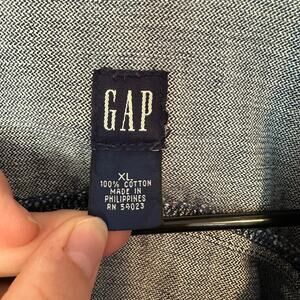 GAP
XL
100% COTTON
MADE IN
PHILIPPINES
RN 54023